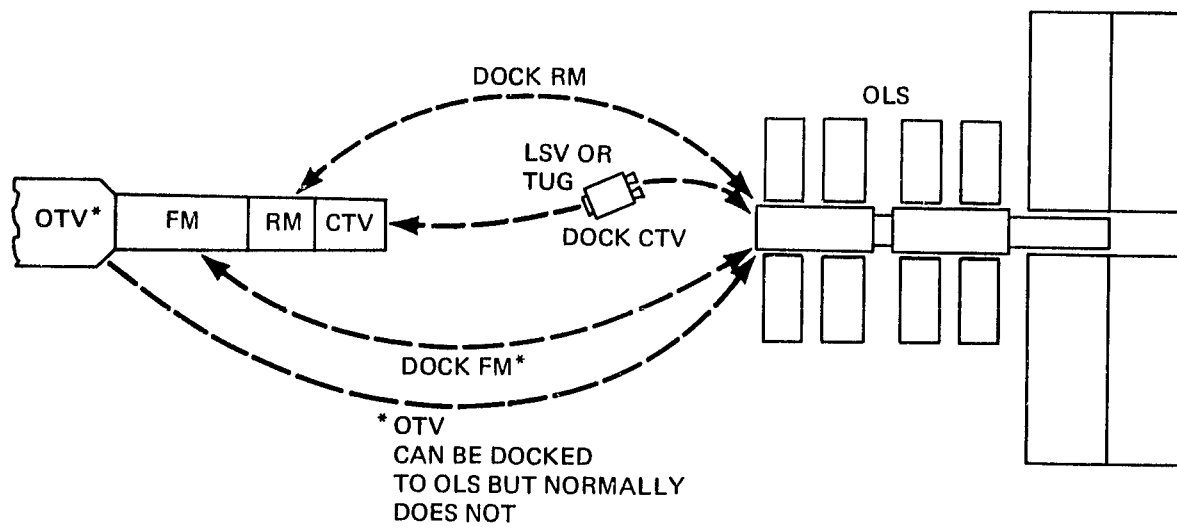 DOCK RM
OLS
LSV OR
TUG
OTV*
FM
RM
CTV
DOCK CTV
DOCK FM*
* OTV
CAN BE DOCKED
TO OLS BUT NORMALLY
DOES NOT